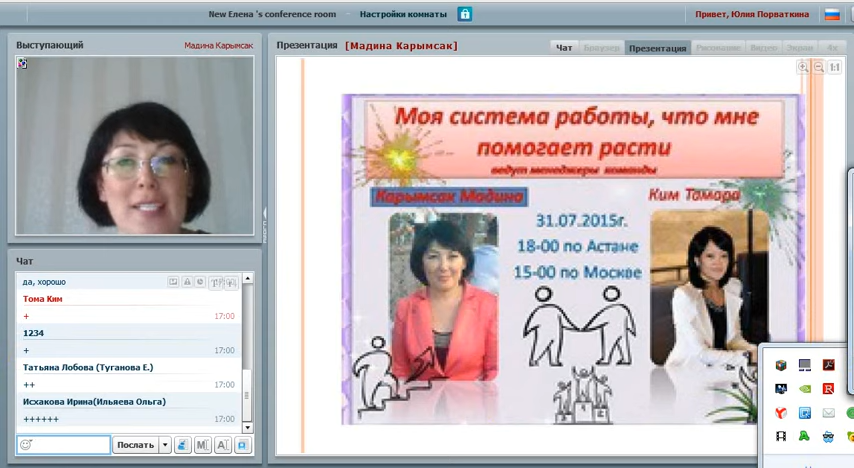 New Елена 's conference room
Настройки комнаты
Привет, Юлия Порваткина
Выступающий
Мадина Карымсак
Презентация [Мадина Карымсак]
Чат
Браузер
Презентация
Рисование
Видео
Экран
4x
1:1
Моя система работы, что мне
помогает расти
ведут менеджеры команды
Карымсак Мадина
Ким Тамара
31.07.2015г.
18-00 по Астане
15-00 по Москве
Чат
да, хорошо
Тома Ким
+ 17:00
1234
+ 17:00
Татьяна Лобова (Туганова Е.)
++ 17:00
Исхакова Ирина(Ильяева Ольга)
++++++ 17:00
Послать